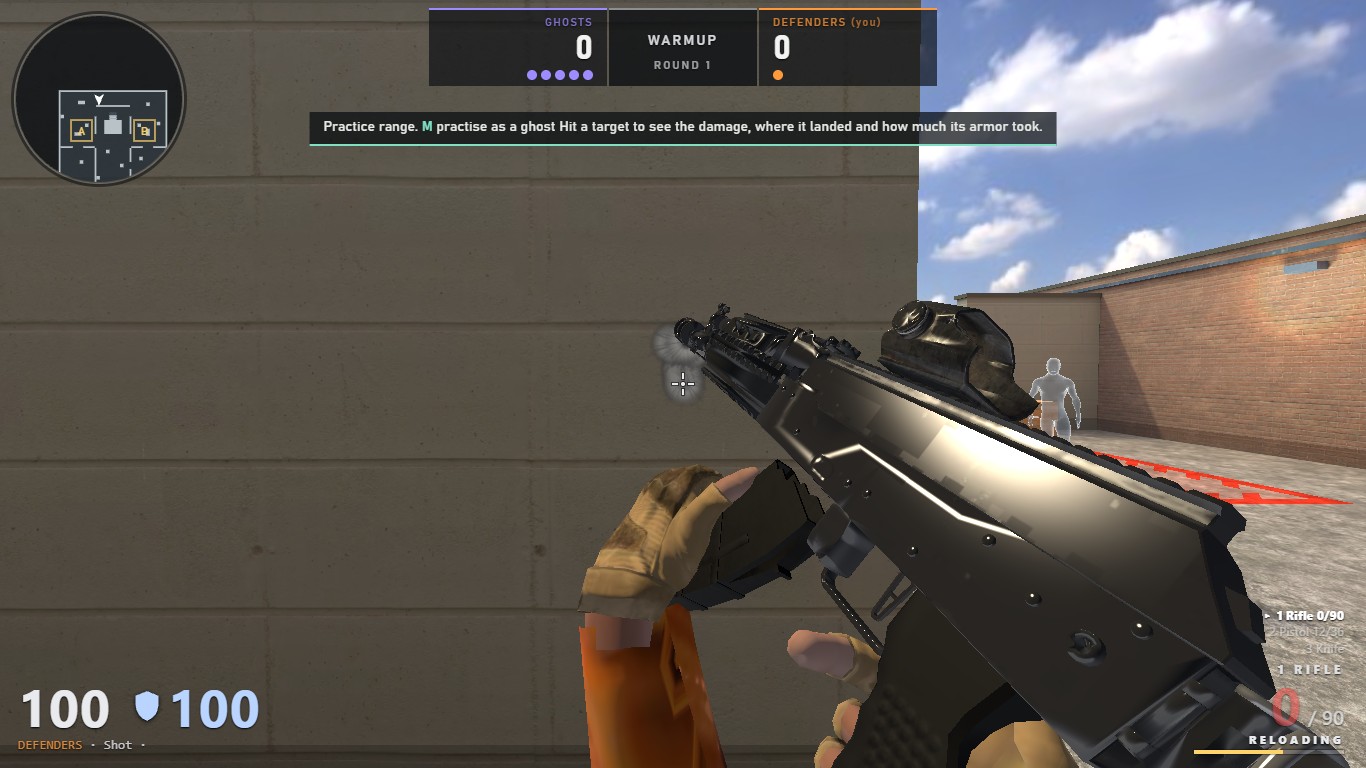 GHOSTS
0
WARMUP
ROUND 1
DEFENDERS (you)
0
A
B
Practice range. M practise as a ghost Hit a target to see the damage, where it landed and how much its armor took.
1 Rifle 0/90
2 Pistol 12/36
3 Knife
1 RIFLE
0 / 90
RELOADING
100 100
DEFENDERS · Shot ·